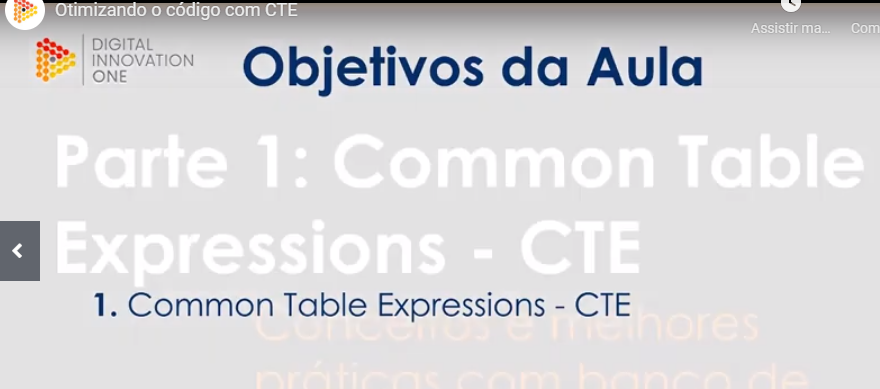 Otimizando o código com CTE
Assistir ma... Com
DIGITAL
INNOVATION
ONE
Objetivos da Aula
Parte 1: Common Table
Expressions - CTE
1. Common Table Expressions - CTE
Conceitos e melhores
práticas com banco de